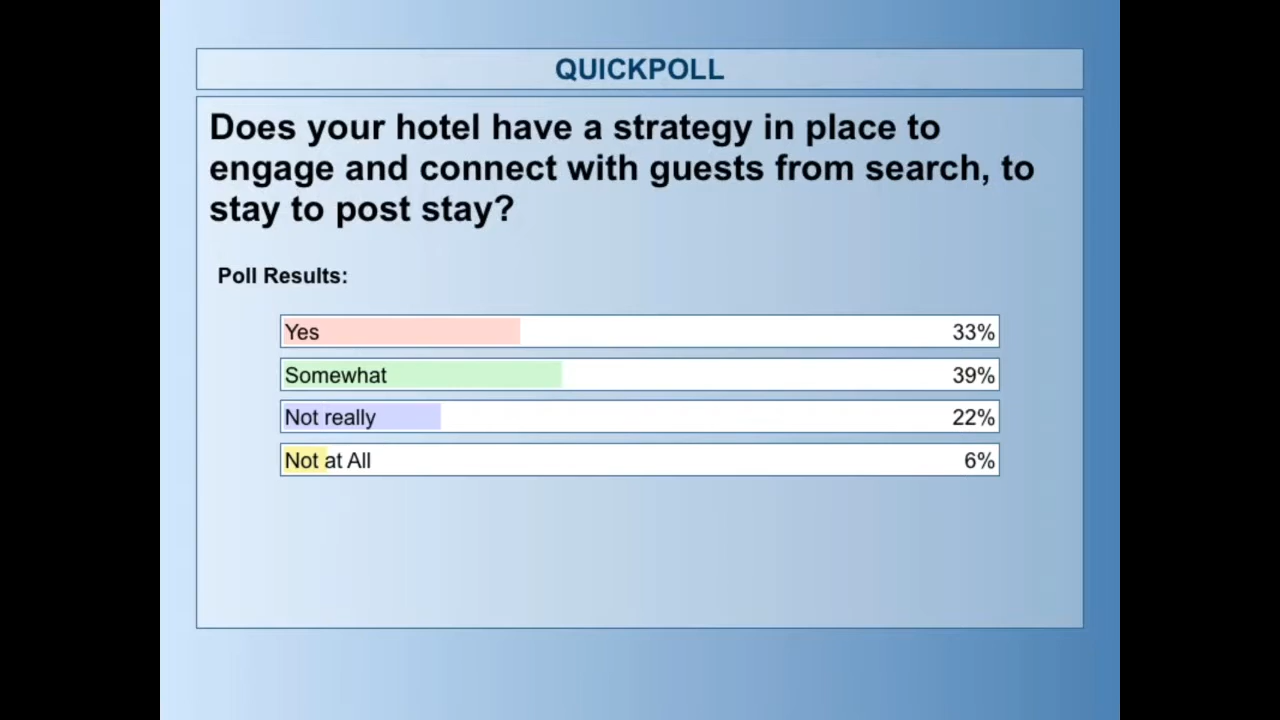 QUICKPOLL
Does your hotel have a strategy in place to
engage and connect with guests from search, to
stay to post stay?
Poll Results:
Yes 33%
Somewhat 39%
Not really 22%
Not at All 6%